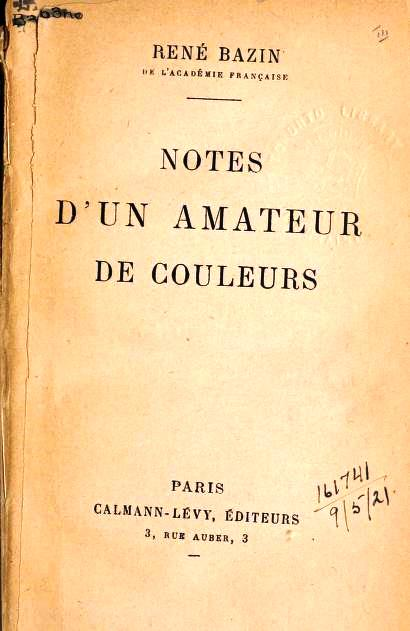 RENÉ BAZIN
DE L'ACADÉMIE FRANÇAISE
NOTES
D'UN AMATEUR
DE COULEURS
PARIS
CALMANN-LÉVY, ÉDITEURS
3, RUE AUBER, 3
161741
9/5/21